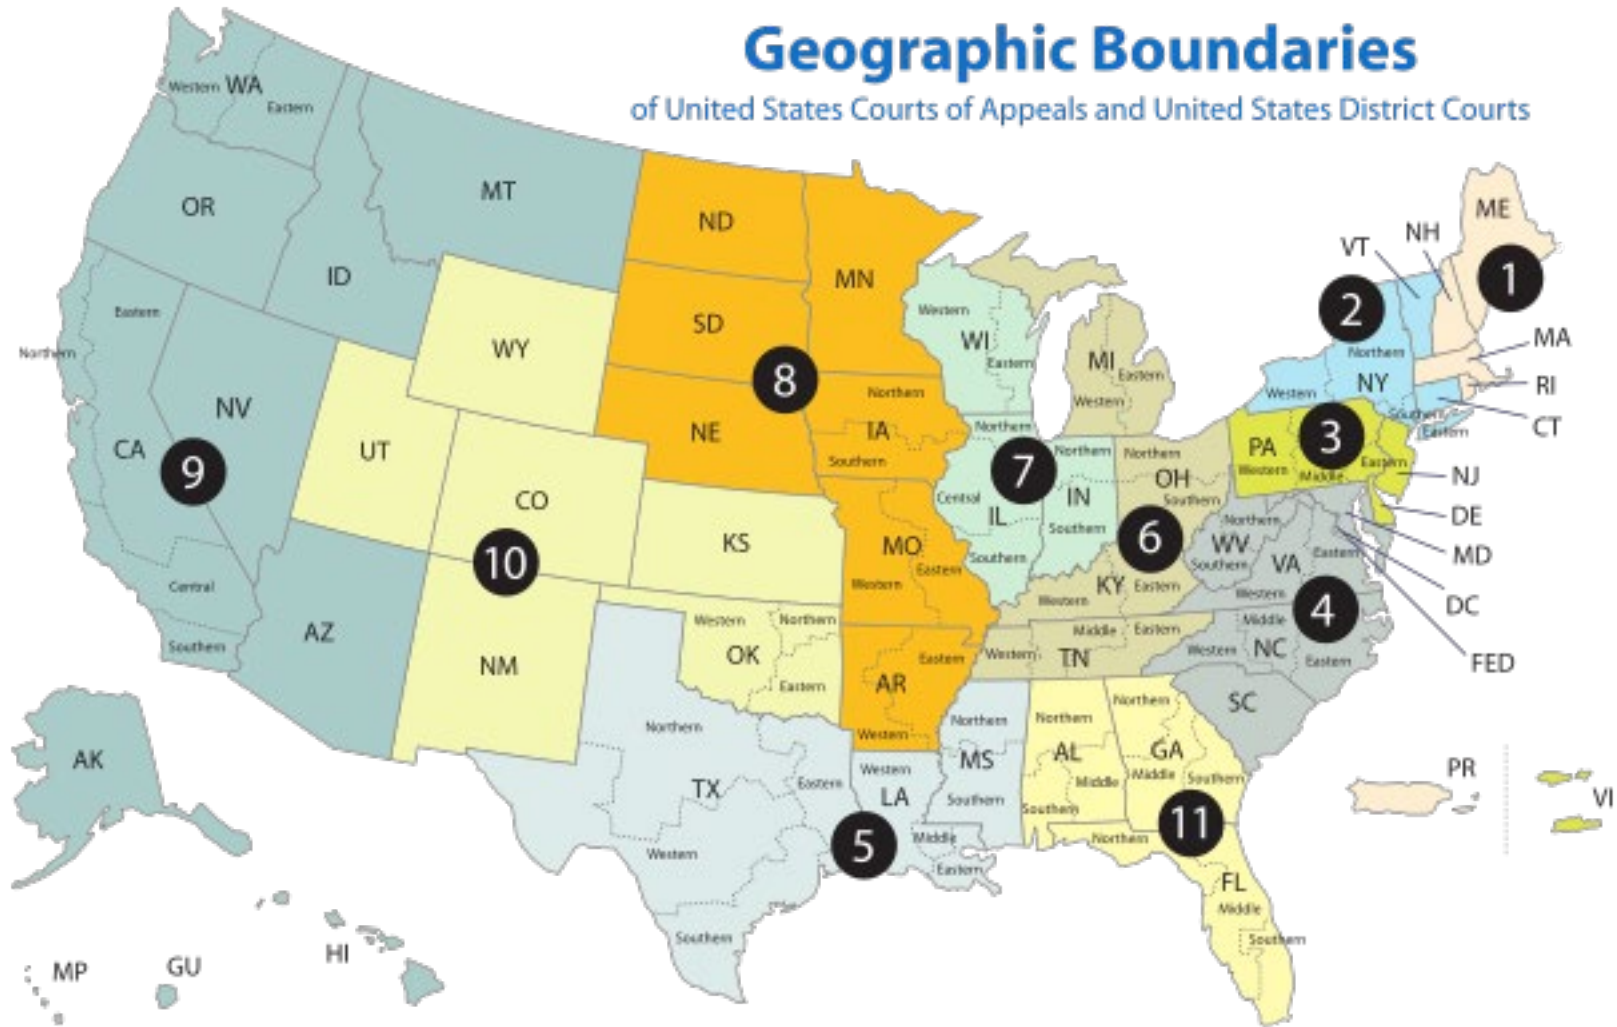 Geographic Boundaries
of United States Courts of Appeals and United States District Courts
Western WA
Eastern
OR
MT
ID
ND
MN
SD
8
WY
NE
Northern
IA
Southern
Eastern
Northern
NV
CA
9
Central
Southern
UT
CO
10
KS
AZ
NM
Western
Northern
OK
Eastern
MO
Western
Eastern
AR
Eastern
Western
Northern
TX
Eastern
Western
Southern
5
Western
LA
Middle
Eastern
Northern
MS
Southern
Western
WI
Eastern
MI
Eastern
Western
Northern
7
Central
IL
Southern
Northern
IN
Southern
Northern
OH
Southern
6
KY
Western
Eastern
Western
Middle
Eastern
TN
Northern
AL
Middle
Southern
Northern
GA
Middle
Southern
11
Northern
FL
Middle
Southern
ME
NH
VT
1
2
MA
Northern
NY
Western
Southern
Eastern
RI
CT
PA
3
Western
Middle
Eastern
NJ
DE
MD
DC
FED
Northern
WV
Southern
VA
Eastern
Western
4
Middle
NC
Western
Eastern
SC
PR
VI
AK
HI
MP
GU